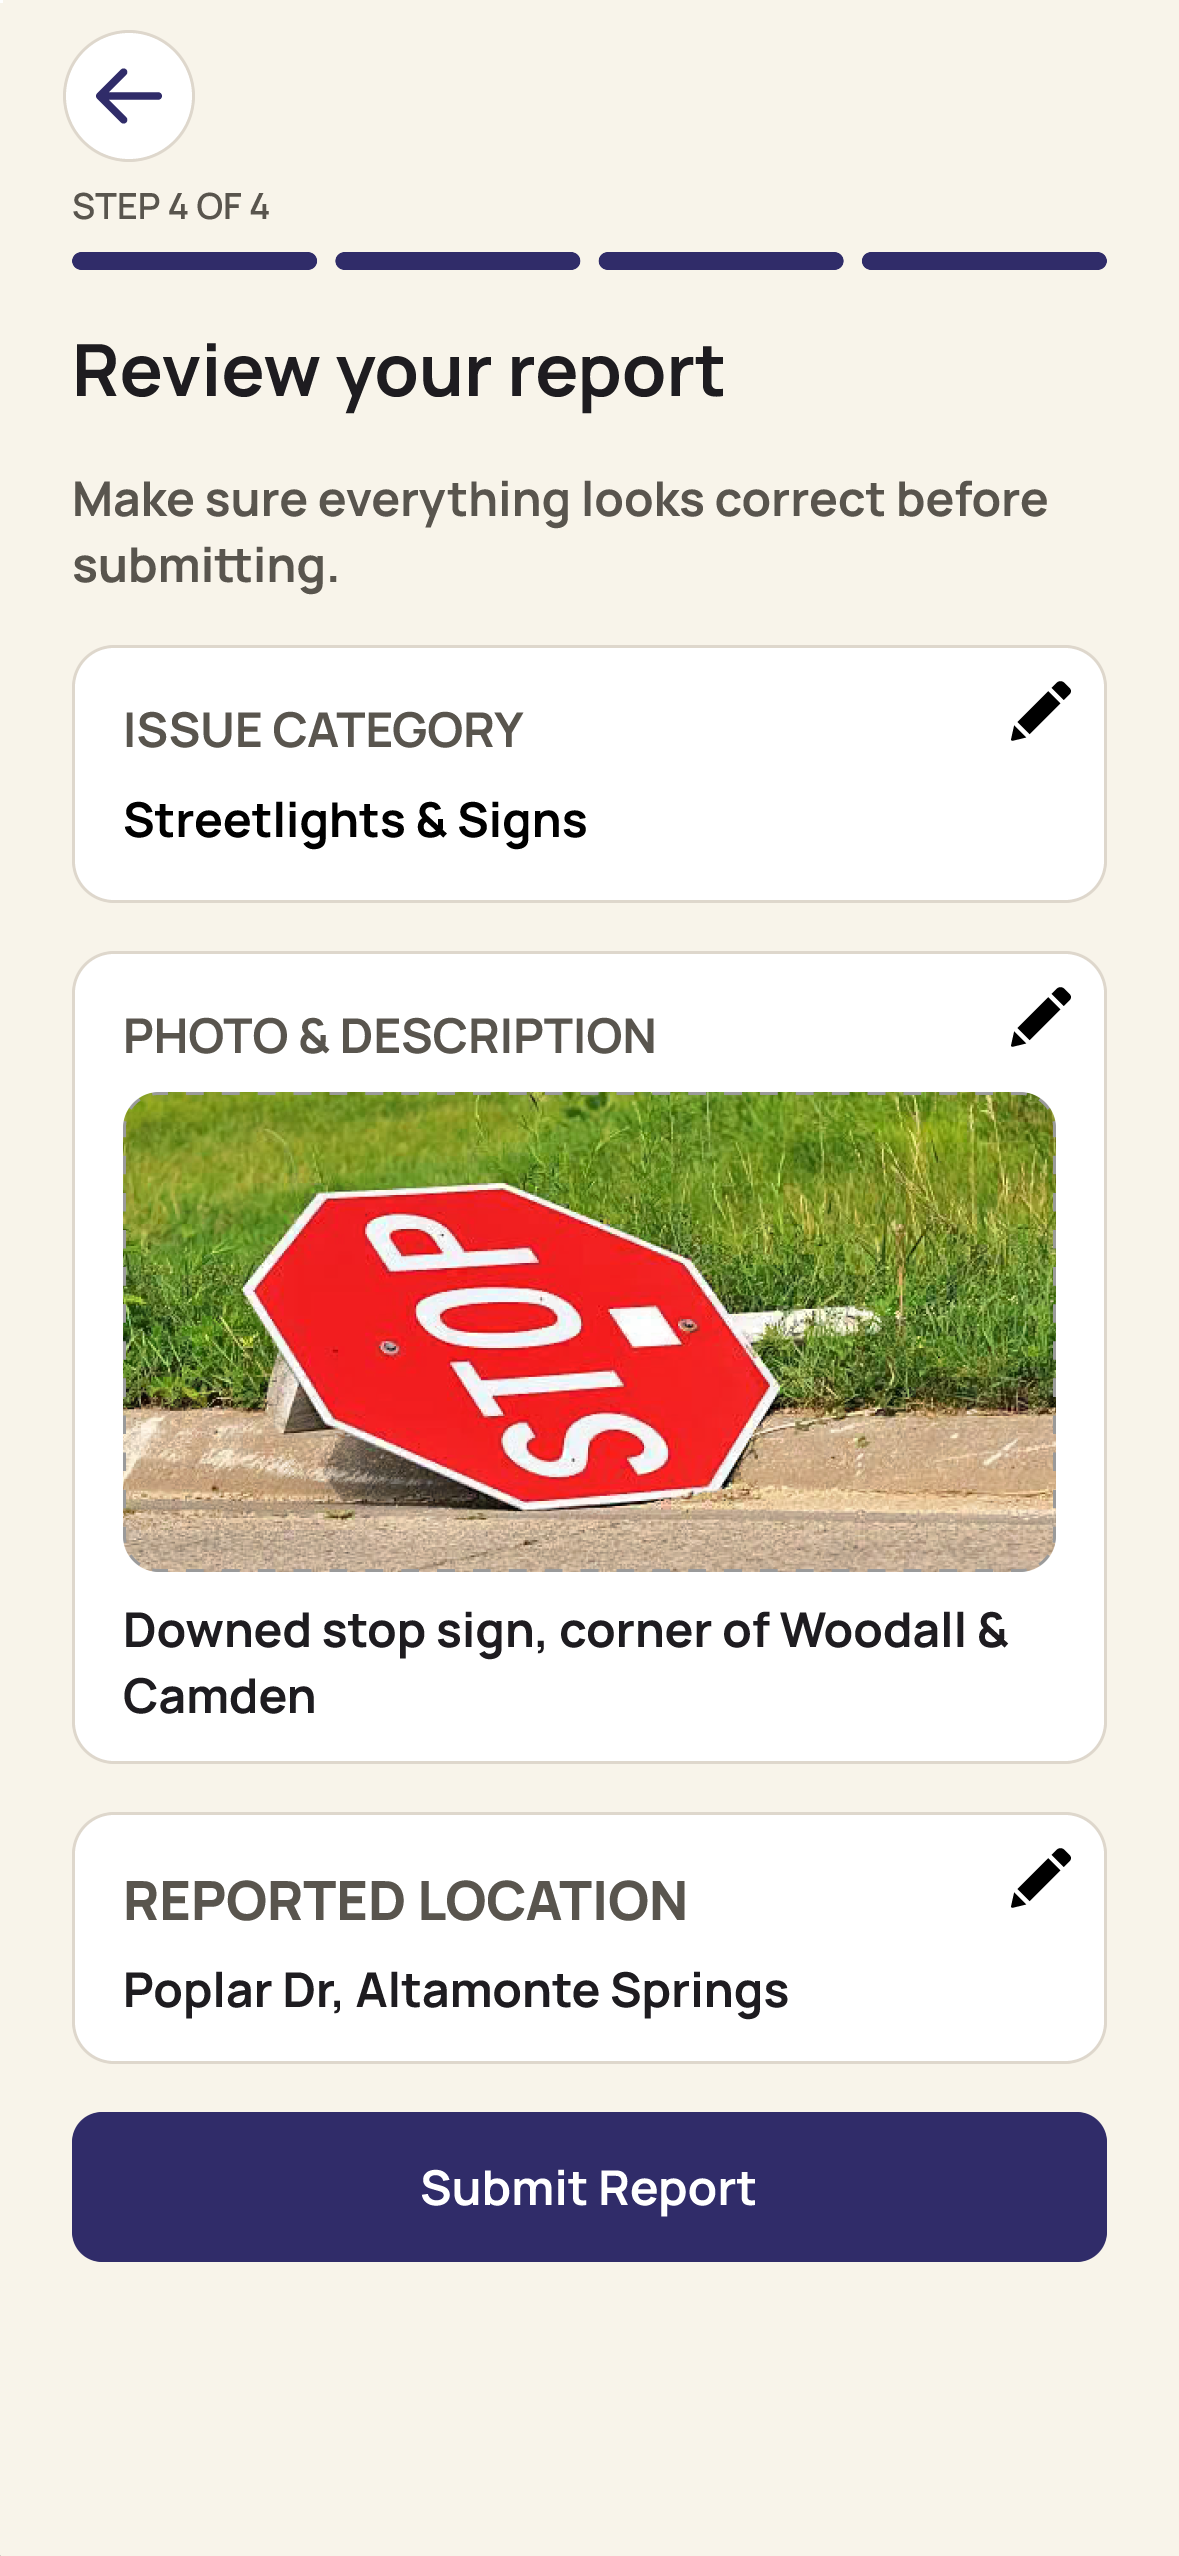 STEP 4 OF 4
Review your report
Make sure everything looks correct before
submitting.
ISSUE CATEGORY
Streetlights & Signs
PHOTO & DESCRIPTION
STOP
Downed stop sign, corner of Woodall &
Camden
REPORTED LOCATION
Poplar Dr, Altamonte Springs
Submit Report